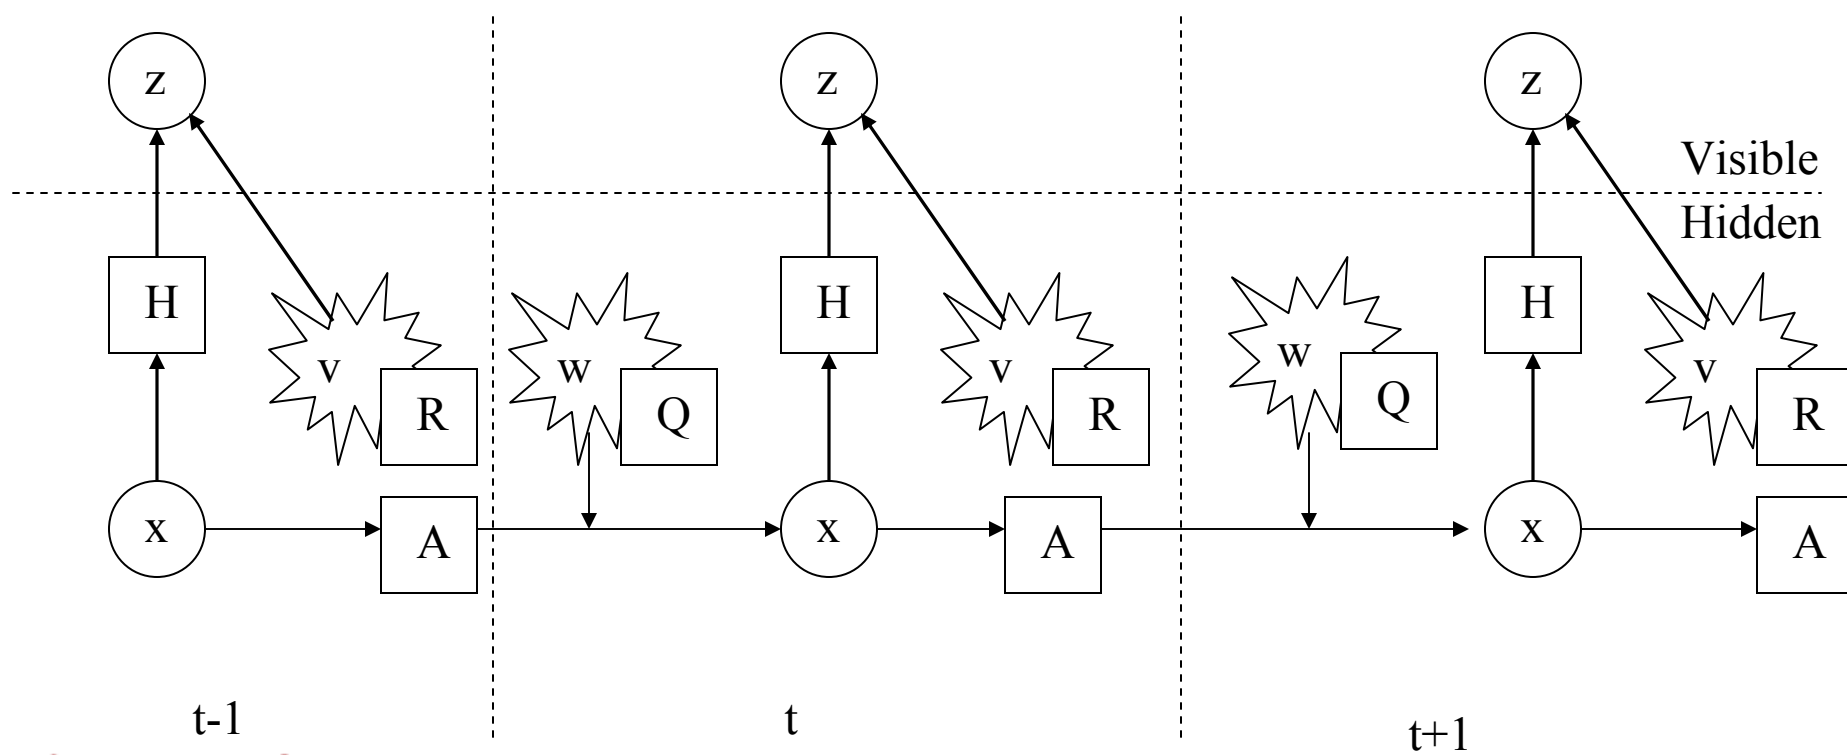 z z z
Visible
Hidden
H H H
w
v w v v
Q
R Q R R
x A x A x A
t-1 t t+1